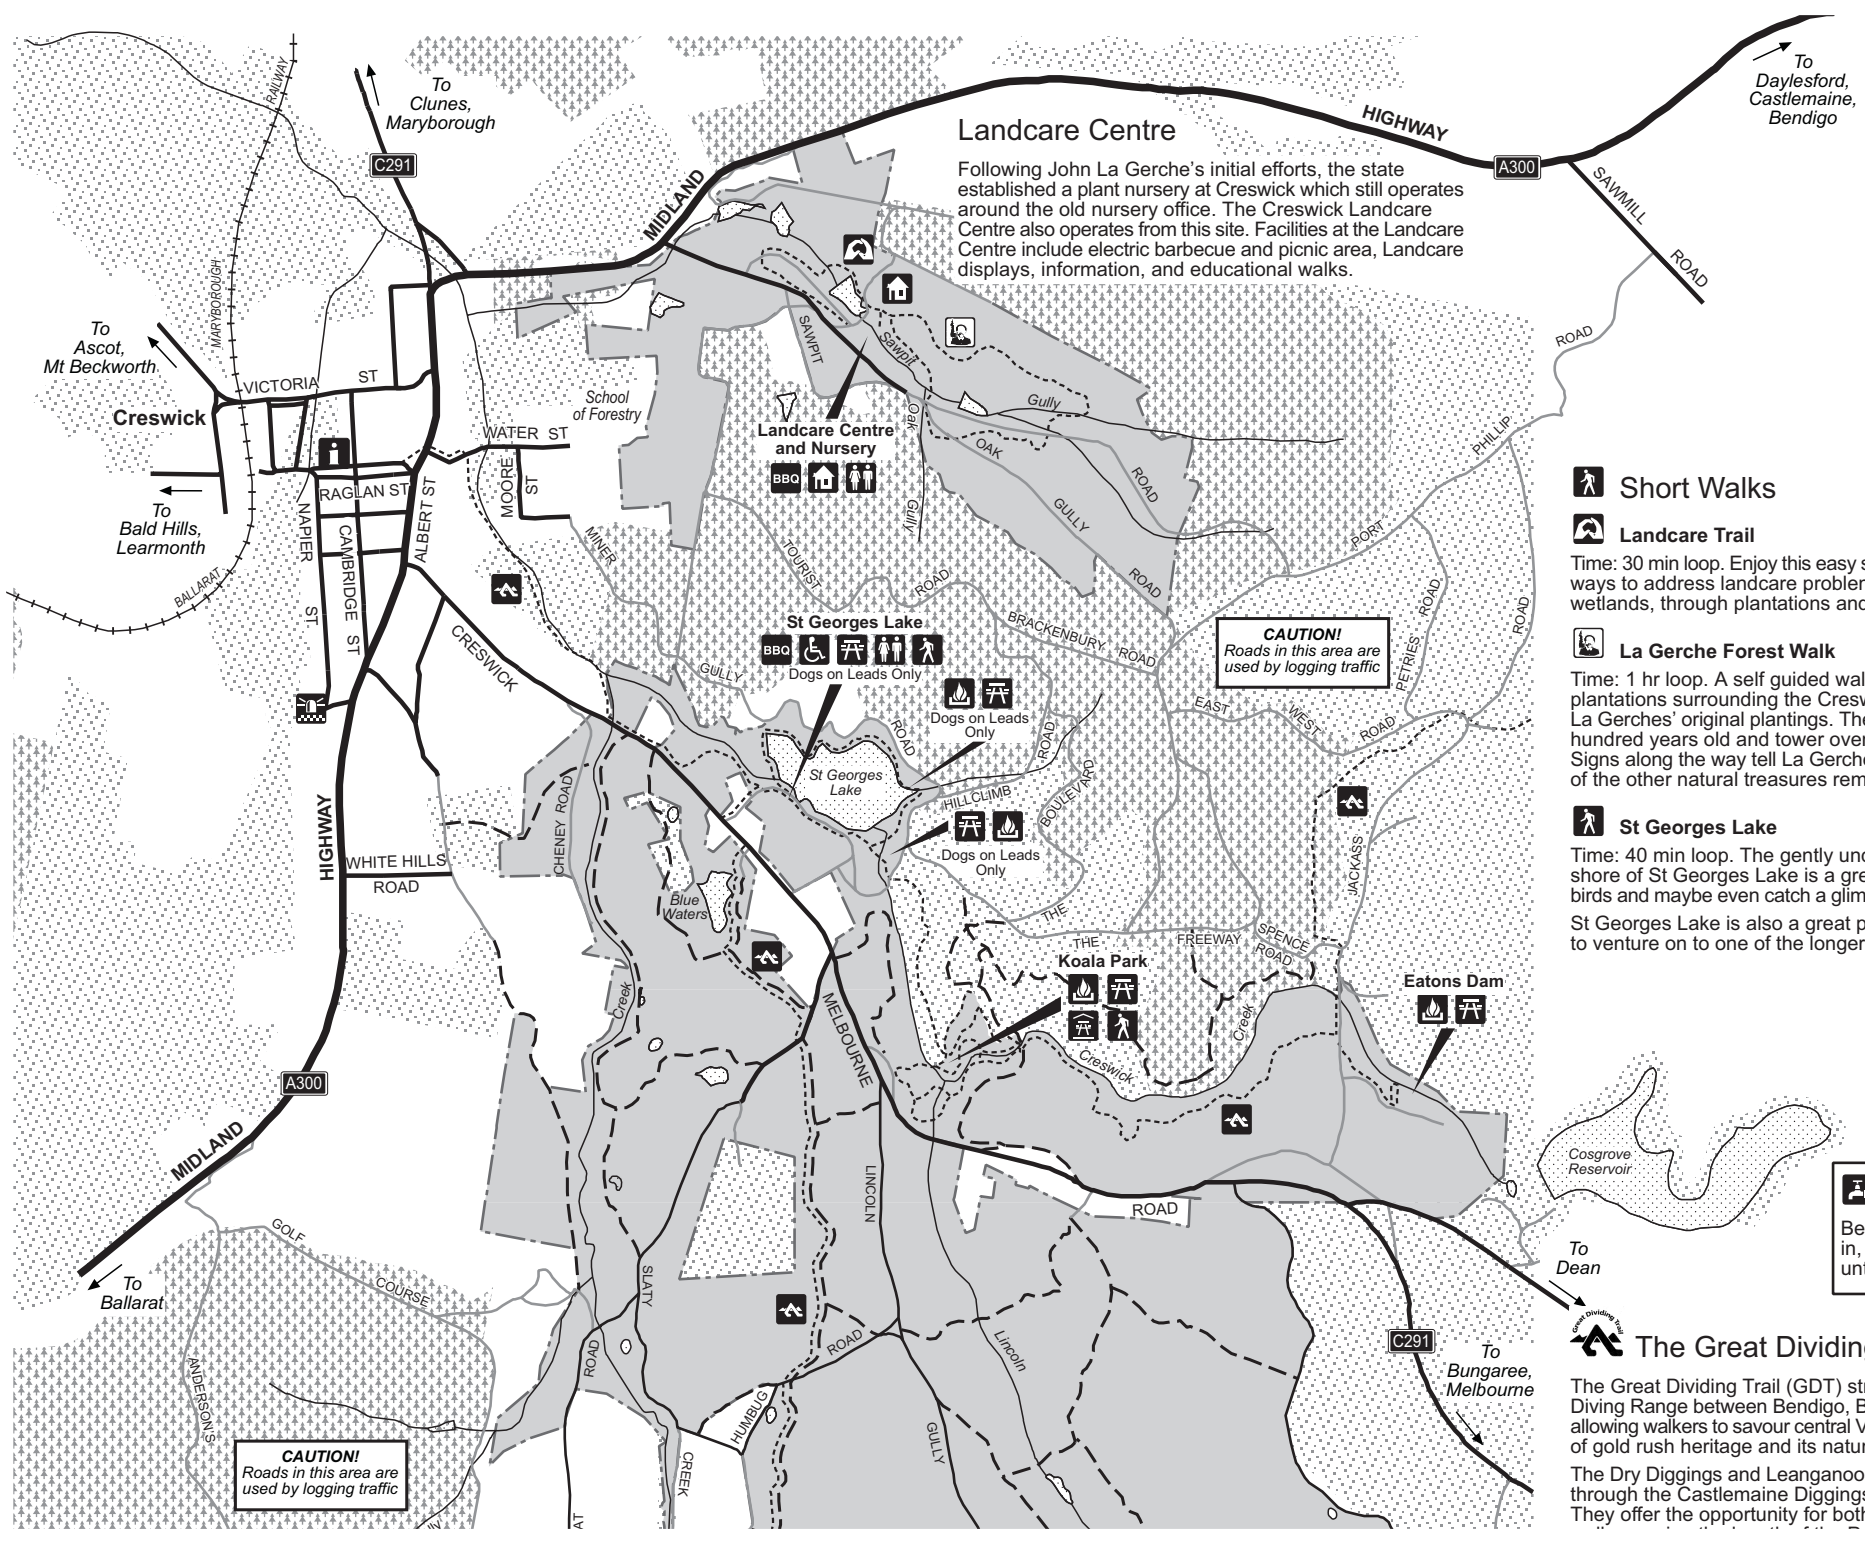 To
Clunes,
Maryborough
RAILWAY
C291
MARYBOROUGH
To
Ascot,
Mt Beckworth
VICTORIA ST
Creswick
To
Bald Hills,
Learmonth
BALLARAT
RAGLAN ST
NAPIER
ST
CAMBRIDGE ST
ALBERT ST
WATER ST
MOORE
ST
School
of Forestry
MIDLAND
HIGHWAY
A300
To
Daylesford,
Castlemaine,
Bendigo
SAWMILL
ROAD
Landcare Centre
Following John La Gerche’s initial efforts, the state
established a plant nursery at Creswick which still operates
around the old nursery office. The Creswick Landcare
Centre also operates from this site. Facilities at the Landcare
Centre include electric barbecue and picnic area, Landcare
displays, information, and educational walks.
SAWPIT
Sawpit
Gully
Oak
Gully
OAK
GULLY
ROAD
ROAD
Landcare Centre
and Nursery
BBQ
ROAD
PHILLIP
PORT
MINER
TOURIST
ROAD
BRACKENBURY ROAD
GULLY
ROAD
CRESWICK
St Georges Lake
BBQ
Dogs on Leads Only
Dogs on Leads
Only
St Georges
Lake
HILLCLIMB
ROAD
BOULEVARD
Dogs on Leads
Only
CAUTION!
Roads in this area are
used by logging traffic
PETRIES
ROAD
ROAD
EAST
WEST
ROAD
JACKASS
THE
THE
FREEWAY
SPENCE
ROAD
Koala Park
Eatons Dam
Creek
Creswick
HIGHWAY
WHITE HILLS
ROAD
CHENEY ROAD
Blue
Waters
Creek
MELBOURNE
A300
MIDLAND
To
Ballarat
GOLF
COURSE
ANDERSON'S
CAUTION!
Roads in this area are
used by logging traffic
SLATY
ROAD
LINCOLN
ROAD
ROAD
HUMBUG
CREEK
GULLY
Lincoln
AT
lly
Cosgrove
Reservoir
To
Dean
C291
To
Bungaree,
Melbourne
Short Walks
Landcare Trail
Time: 30 min loop. Enjoy this easy s
ways to address landcare problem
wetlands, through plantations and
La Gerche Forest Walk
Time: 1 hr loop. A self guided wal
plantations surrounding the Cresw
La Gerches’ original plantings. The
hundred years old and tower over
Signs along the way tell La Gerche
of the other natural treasures rem
St Georges Lake
Time: 40 min loop. The gently und
shore of St Georges Lake is a gre
birds and maybe even catch a glim
St Georges Lake is also a great p
to venture on to one of the longer
Be
in,
unt
Great Dividing Trail
The Great Dividing
The Great Dividing Trail (GDT) str
Diving Range between Bendigo, B
allowing walkers to savour central V
of gold rush heritage and its natur
The Dry Diggings and Leanganoo
through the Castlemaine Diggings
They offer the opportunity for both